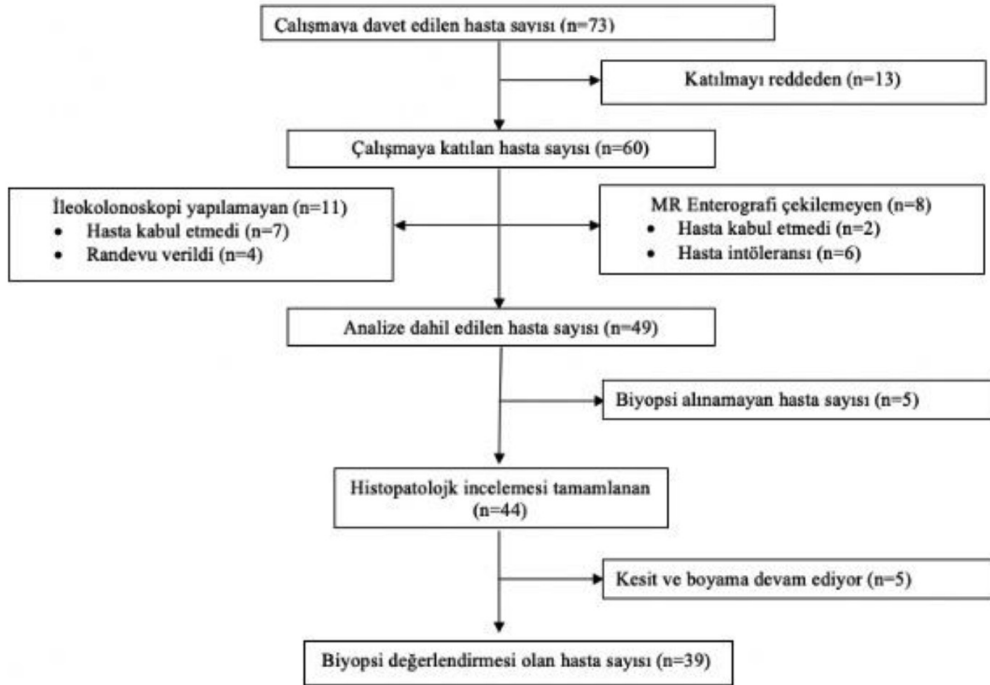 Calışmaya davet edilen hasta sayısı (n=73)
Katılmayı reddeden (n=13)
Çalışmaya katılan hasta sayısı (n=60)
İleokolonoskopi yapılamayan (n=11)
• Hasta kabul etmedi (n=7)
• Randevu verildi (n=4)
MR Enterografi çekilemeyen (n=8)
• Hasta kabul etmedi (n=2)
• Hasta intöleransı (n=6)
Analize dahil edilen hasta sayısı (n=49)
Biyopsi alınamayan hasta sayısı (n=5)
Histopatolojk incelemesi tamamlanan
(n=44)
Kesit ve boyama devam ediyor (n=5)
Biyopsi değerlendirmesi olan hasta sayısı (n=39)